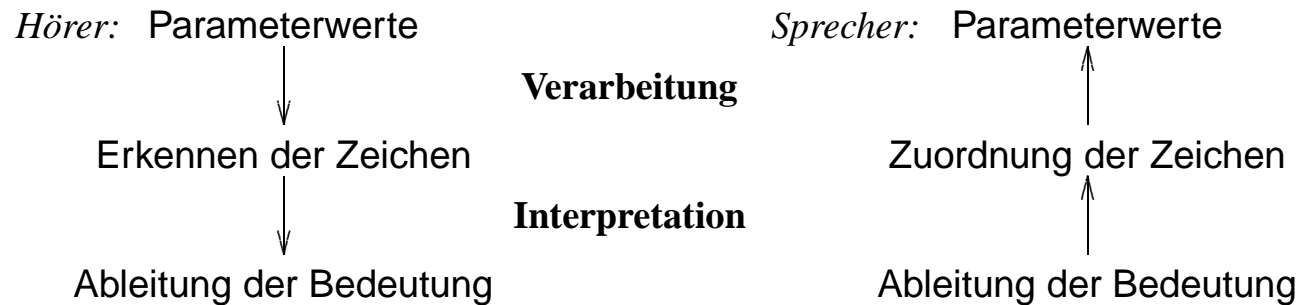 Hörer: Parameterwerte Sprecher: Parameterwerte
Verarbeitung
Erkennen der Zeichen Zuordnung der Zeichen
Interpretation
Ableitung der Bedeutung Ableitung der Bedeutung